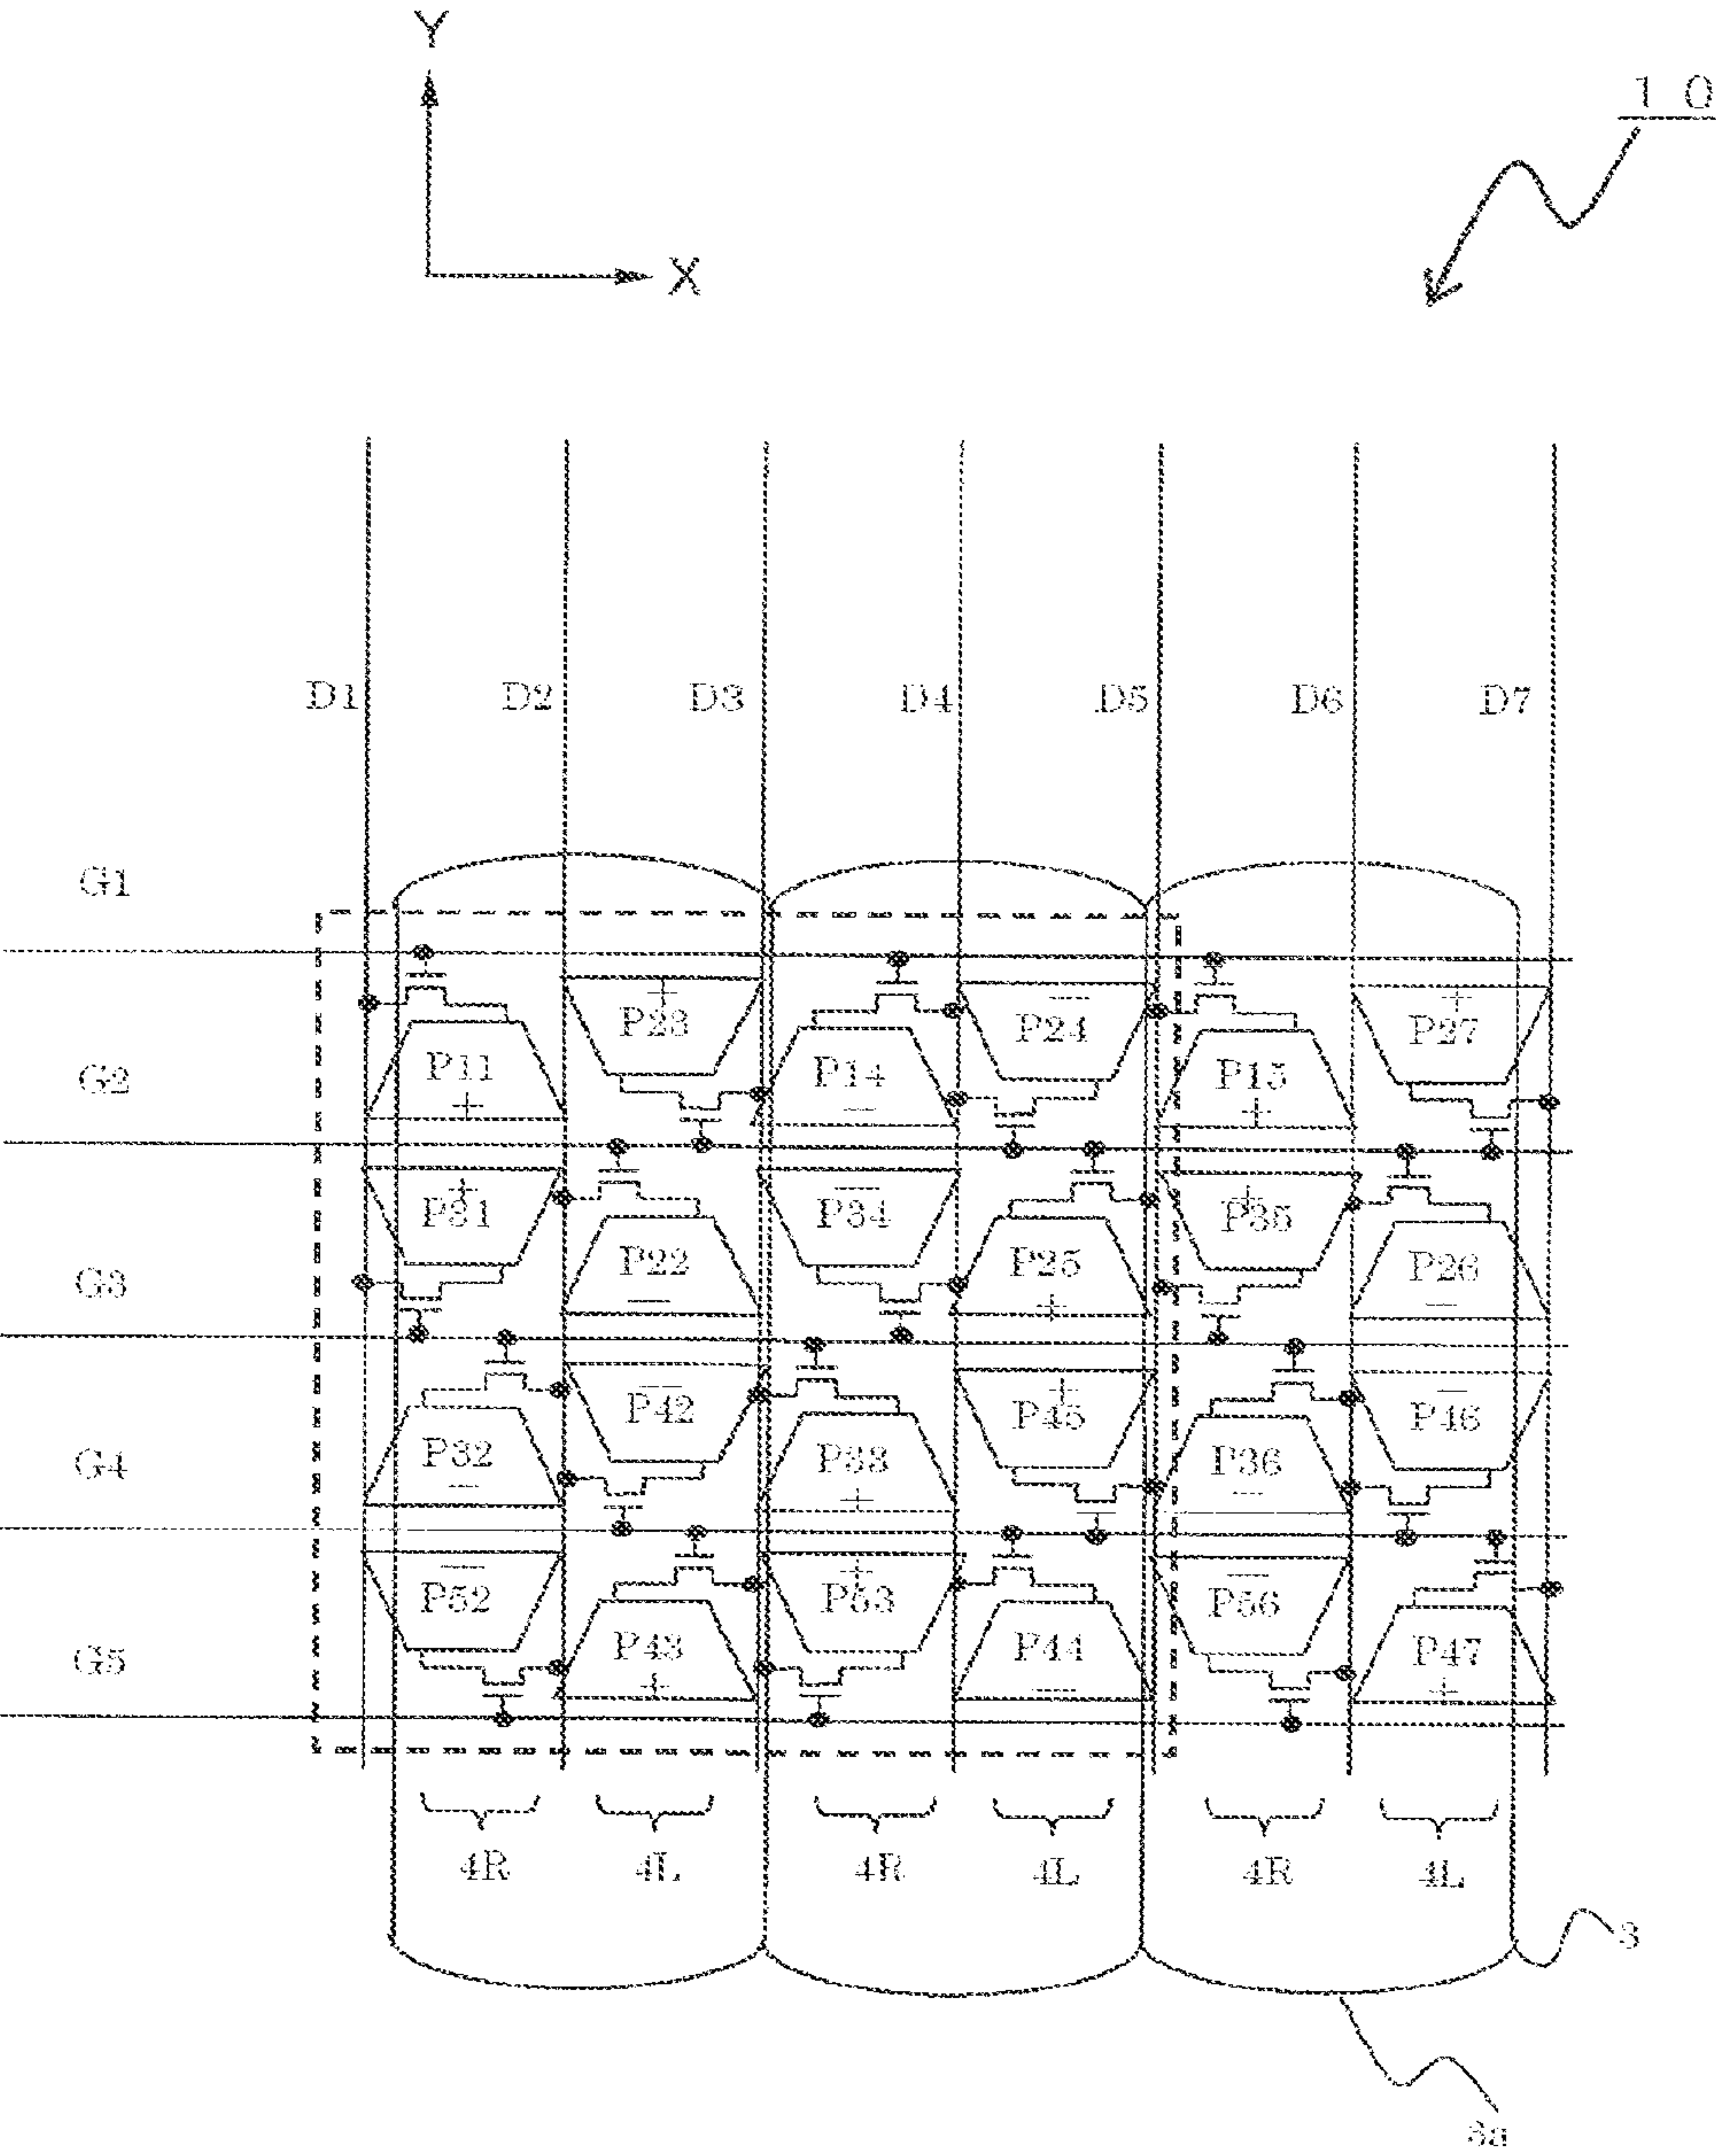 Y
10
X
D1 D2 D3 D4 D5 D6 D7
G1
P23 + P24 − P27 +
G2 P11 + P14 − P15 +
P31 + P34 − P35 +
G3 P22 − P25 + P26 −
P42 − P45 + P46 −
G4 P32 − P33 + P36 −
P52 − P53 + P56 −
G5 P43 + P44 − P47 +
4R 4L 4R 4L 4R 4L
3
3a